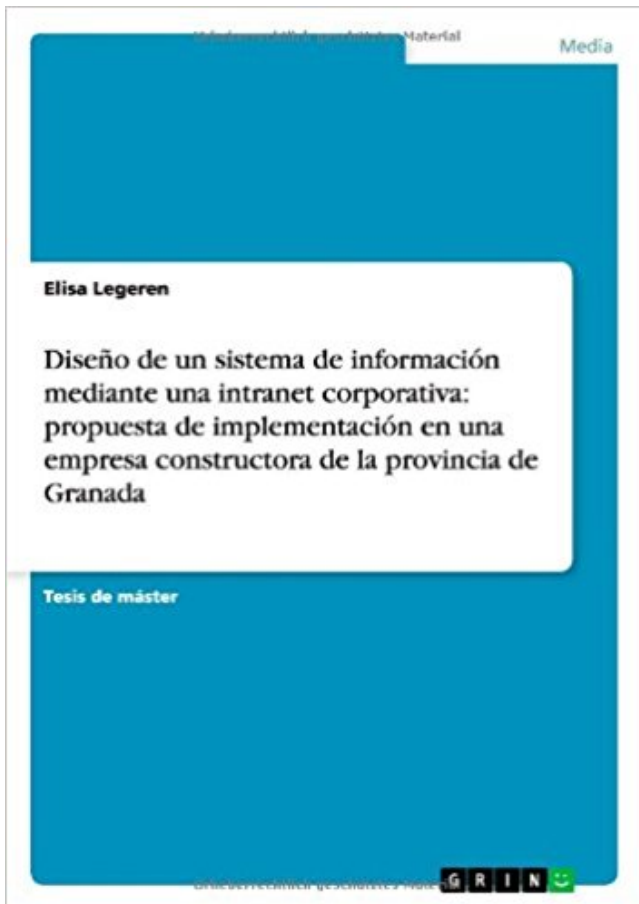 Material
Media
Elisa Legeren
Diseño de un sistema de información
mediante una intranet corporativa:
propuesta de implementación en una
empresa constructora de la provincia de
Granada
Tesis de máster
GRIN